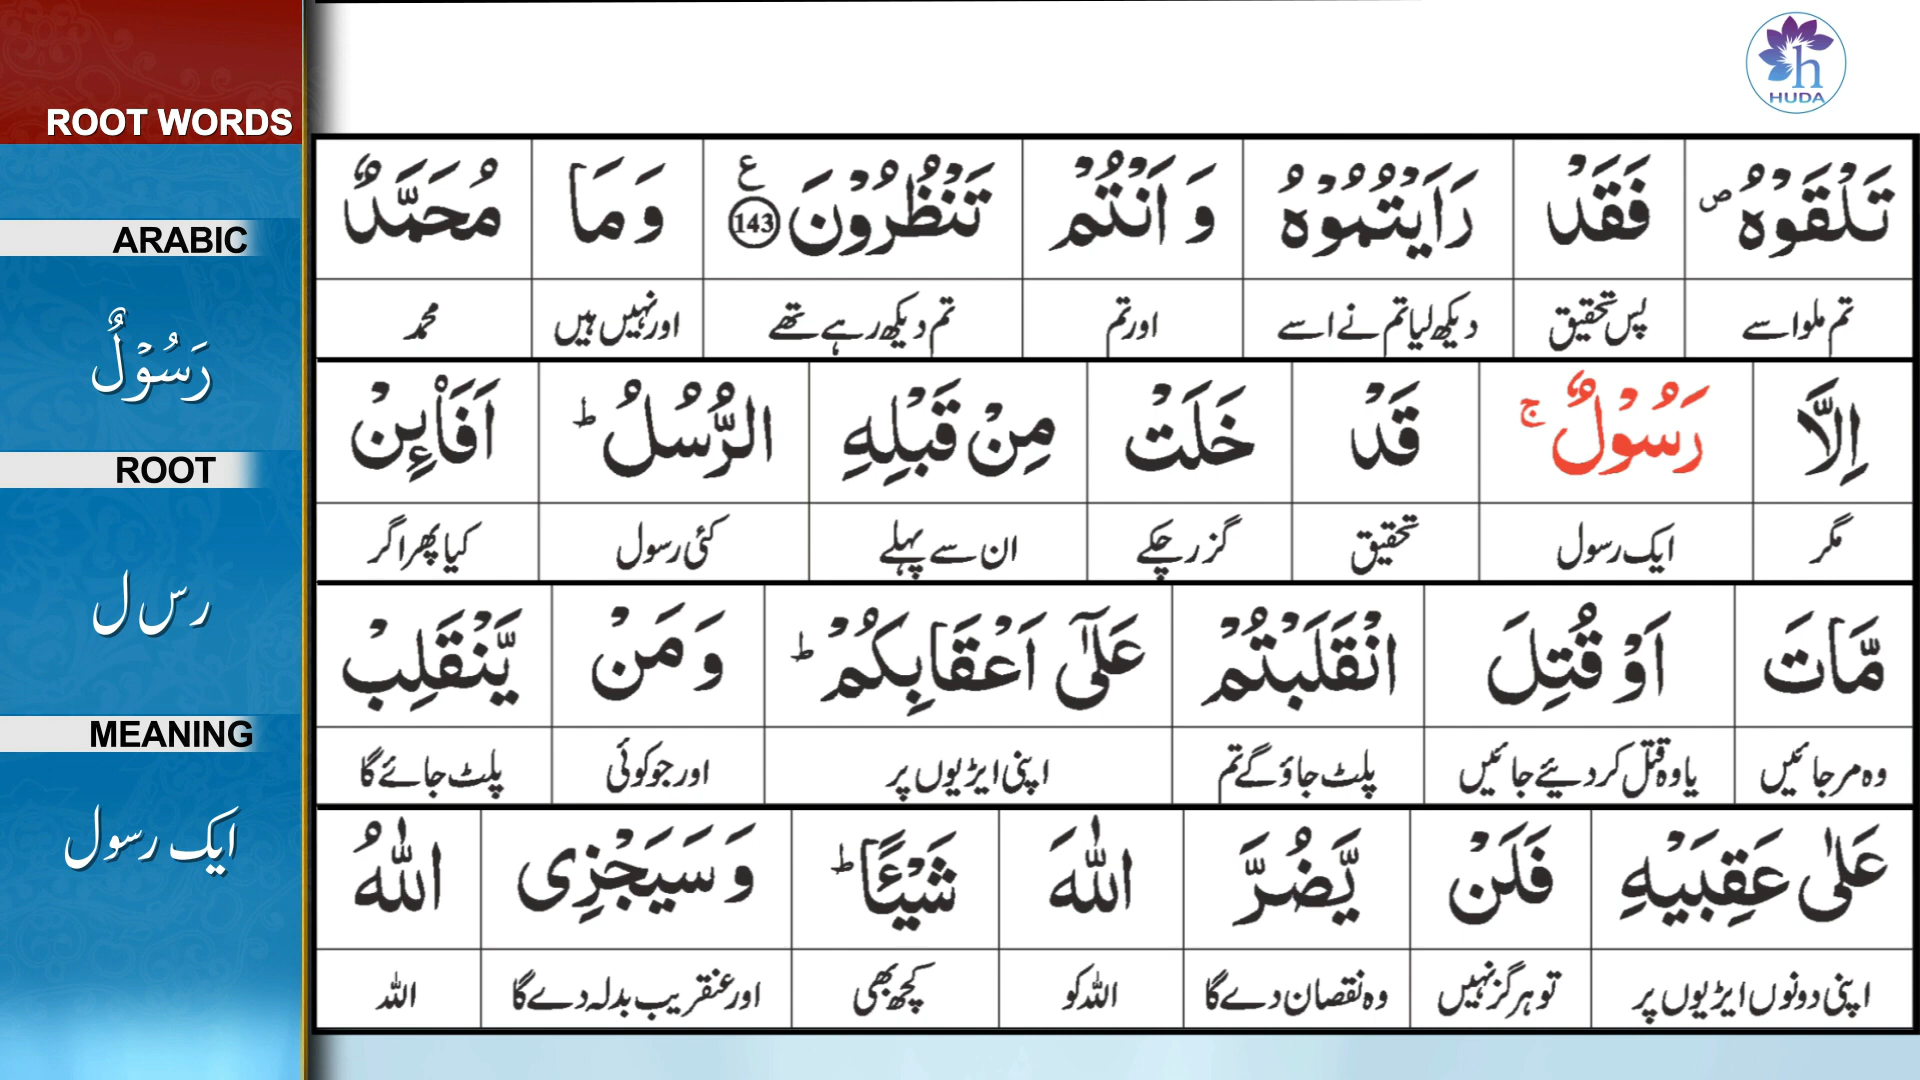 ROOT WORDS
ARABIC
رَسُوْلٌ
ROOT
ر س ل
MEANING
ایک رسول
HUDA
تَلْقَوْهُ ۖ فَقَدْ رَاَيْتُمُوْهُ وَ اَنْتُمْ تَنْظُرُوْنَ ۧ 143 وَ مَا مُحَمَّدٌ
تم ملو اسے پس تحقیق دیکھ لیا تم نے اسے اور تم تم دیکھ رہے تھے اور نہیں ہیں محمد
اِلَّا رَسُوْلٌ ۚ قَدْ خَلَتْ مِنْ قَبْلِهِ الرُّسُلُ ؕ اَفَا۠ئِنْ
مگر ایک رسول تحقیق گزر چکے ان سے پہلے کئی رسول کیا پھر اگر
مَّاتَ اَوْ قُتِلَ انْقَلَبْتُمْ عَلٰۤى اَعْقَابِكُمْ ؕ وَ مَنْ يَّنْقَلِبْ
وہ مر جائیں یا وہ قتل کر دئیے جائیں پلٹ جاؤ گے تم اپنی ایڑیوں پر اور جو کوئی پلٹ جائے گا
عَلٰى عَقِبَيْهِ فَلَنْ يَّضُرَّ اللّٰهَ شَيْـًٔا ؕ وَ سَيَجْزِى اللّٰهُ
اپنی دونوں ایڑیوں پر تو ہرگز نہیں وہ نقصان دے گا اللہ کو کچھ بھی اور عنقریب بدلہ دے گا اللہ